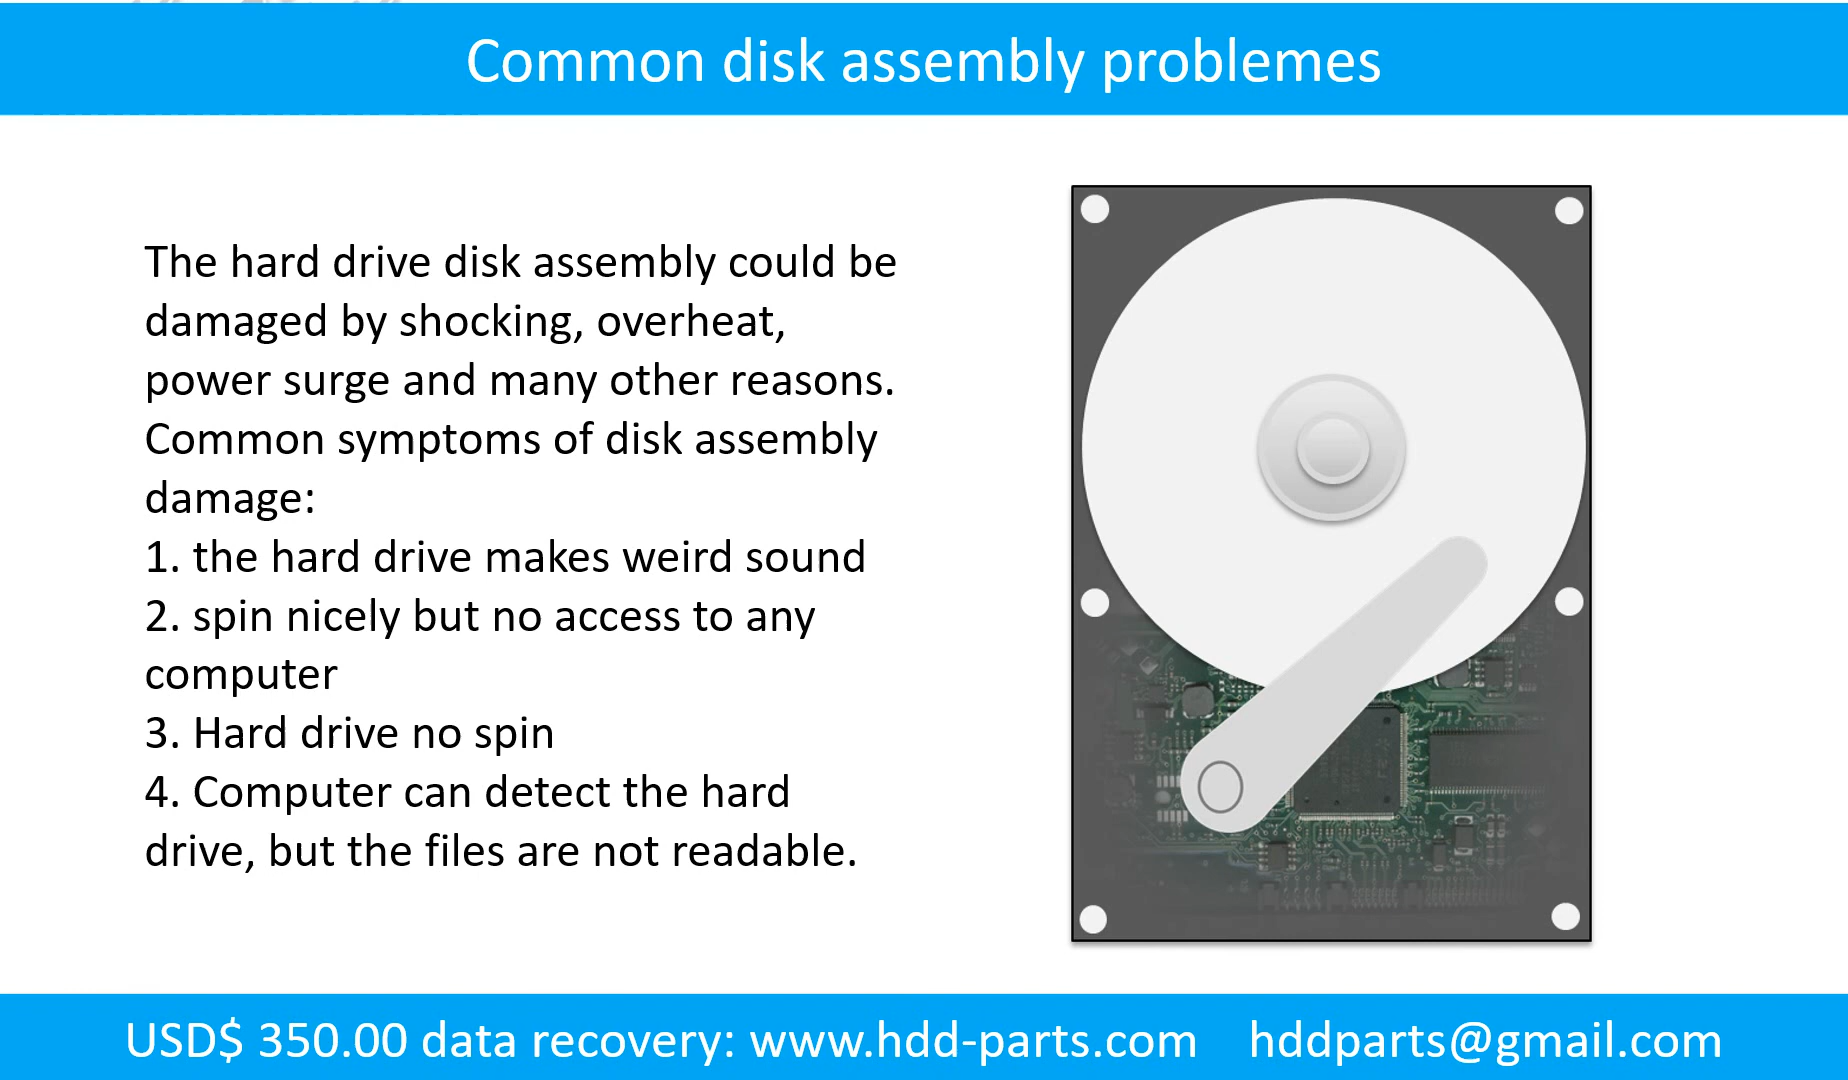 Common disk assembly problemes
The hard drive disk assembly could be
damaged by shocking, overheat,
power surge and many other reasons.
Common symptoms of disk assembly
damage:
1. the hard drive makes weird sound
2. spin nicely but no access to any
computer
3. Hard drive no spin
4. Computer can detect the hard
drive, but the files are not readable.
USD$ 350.00 data recovery: www.hdd-parts.com hddparts@gmail.com